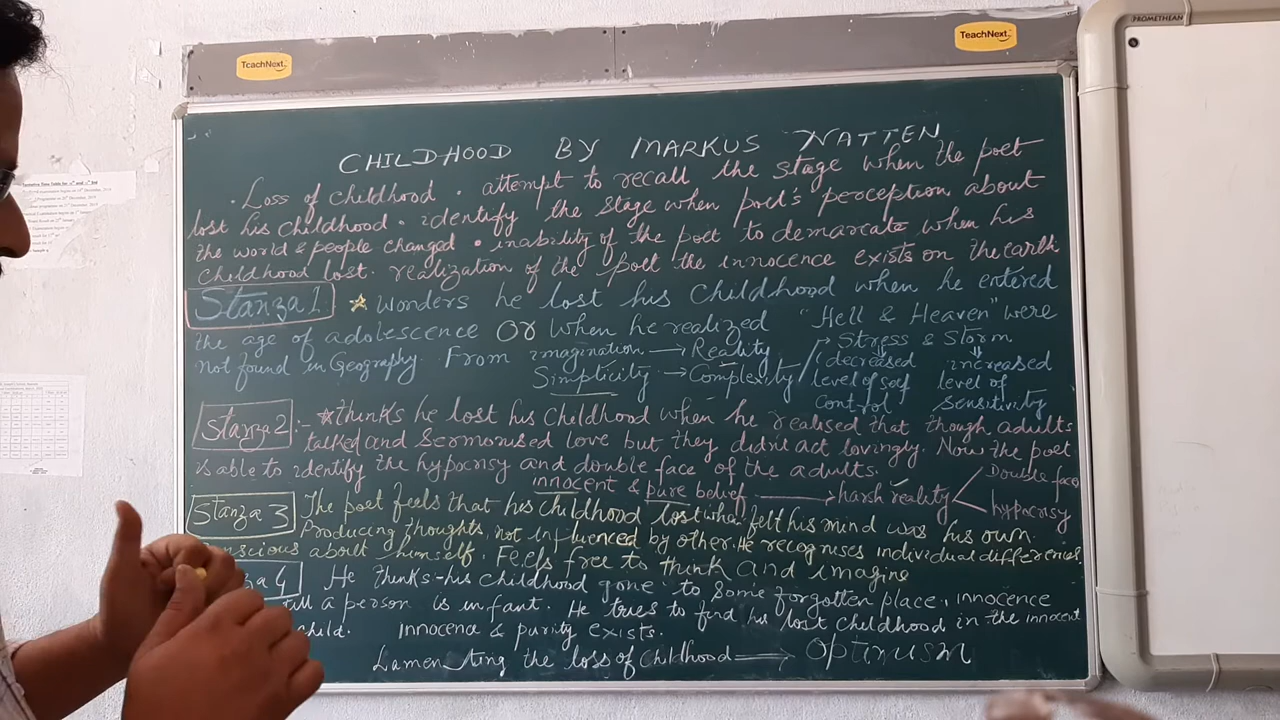 TeachNext
TeachNext
PROMETHEAN
CHILDHOOD BY MARKUS NATTEN
. Loss of childhood . attempt to recall the stage when the poet
lost his childhood . identify the stage when poet's perception about
the world & people changed . inability of the poet to demarcate when his
childhood lost. realization of the poet the innocence exists on the earth
Stanza 1 * wonders he lost his childhood when he entered
the age of adolescence OR when he realized "Hell & Heaven" were
not found in Geography. From imagination → Reality
Simplicity → Complexity
Stress & Storm
decreased level of control
increased level of sensitivity
Stanza 2 :- * thinks he lost his childhood when he realised that though adults
talked and Seomonised love but they didn't act lovingly. Now the poet
is able to identify the hypocrisy and double face of the adults.
innocent & pure belief → harsh reality
Double face
hypocrisy
Stanza 3 The poet feels that his childhood lost when felt his mind was his own.
Producing thoughts, not influenced by other. He recognises individual differences.
conscious about himself. Feels free to think and imagine
4 He thinks his childhood gone to some forgotten place, innocence
till a person is infant. He tries to find his lost childhood in the innocent
child. innocence & purity exists.
Lamenting the loss of childhood → Optimism